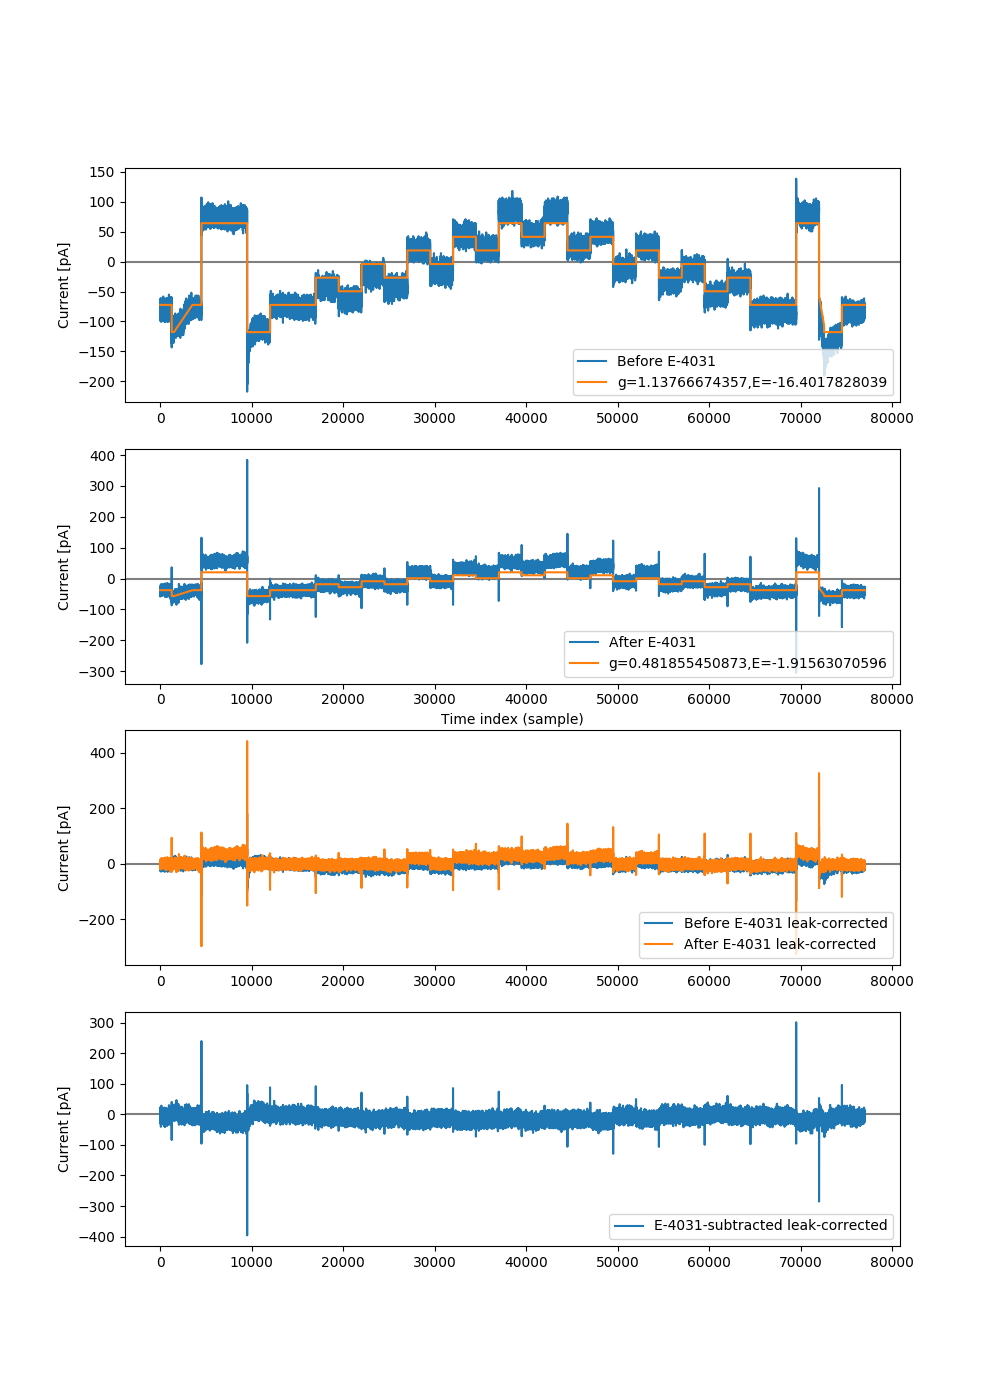 150
100
50
0
−50
−100
−150
−200
Current [pA]
Before E-4031
g=1.13766674357,E=-16.4017828039
0 10000 20000 30000 40000 50000 60000 70000 80000
400
300
200
100
0
−100
−200
−300
Current [pA]
After E-4031
g=0.481855450873,E=-1.91563070596
0 10000 20000 30000 40000 50000 60000 70000 80000
Time index (sample)
400
200
0
−200
Current [pA]
Before E-4031 leak-corrected
After E-4031 leak-corrected
0 10000 20000 30000 40000 50000 60000 70000 80000
300
200
100
0
−100
−200
−300
−400
Current [pA]
E-4031-subtracted leak-corrected
0 10000 20000 30000 40000 50000 60000 70000 80000